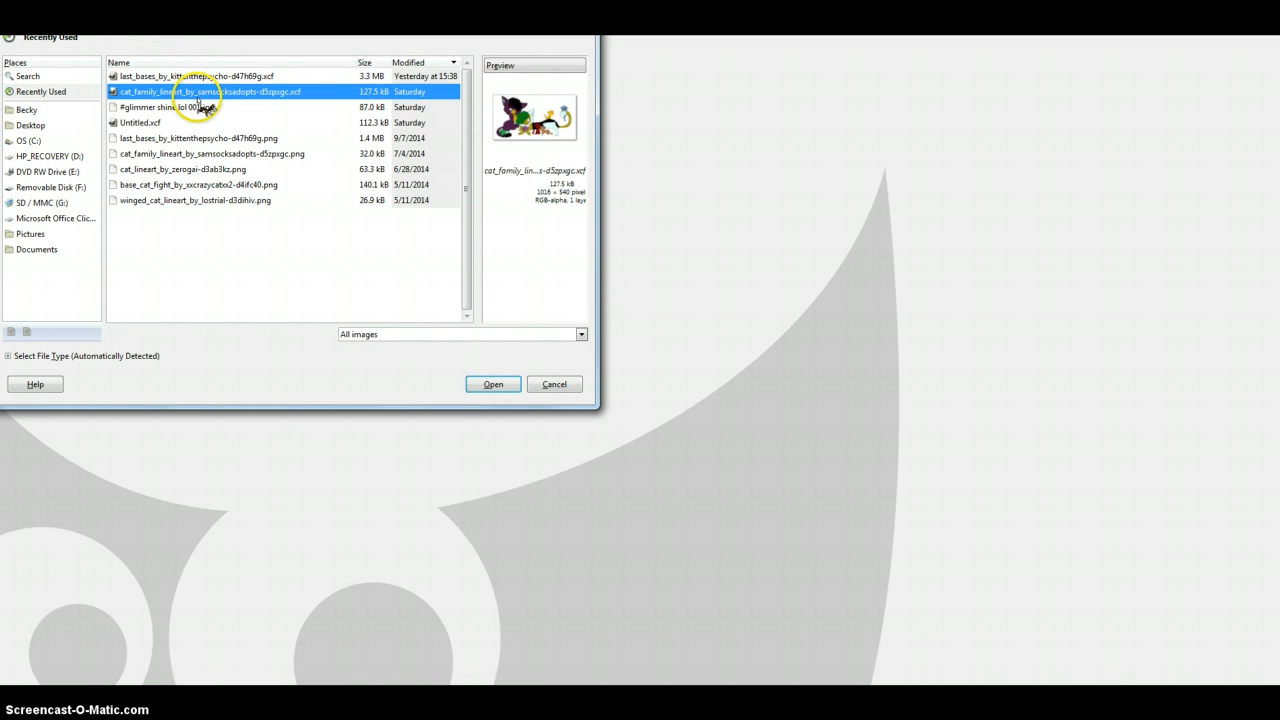 Recently Used
Places
Search
Recently Used
Becky
Desktop
OS (C:)
HP_RECOVERY (D:)
DVD RW Drive (E:)
Removable Disk (F:)
SD / MMC (G:)
Microsoft Office Clic...
Pictures
Documents
Name Size Modified
last_bases_by_kittenthepsycho-d47h69g.xcf 3.3 MB Yesterday at 15:38
cat_family_lineart_by_samsocksadopts-d5zpxgc.xcf 127.5 kB Saturday
#glimmer shine lol 87.0 kB Saturday
Untitled.xcf 112.3 kB Saturday
last_bases_by_kittenthepsycho-d47h69g.png 1.4 MB 9/7/2014
cat_family_lineart_by_samsocksadopts-d5zpxgc.png 32.0 kB 7/4/2014
cat_lineart_by_zerogai-d3ab3kz.png 63.3 kB 6/28/2014
base_cat_fight_by_xxcrazycatxx2-d4ifc40.png 140.1 kB 5/11/2014
winged_cat_lineart_by_lostrial-d3dihiv.png 26.9 kB 5/11/2014
Preview
cat_family_lin...s-d5zpxgc.xcf
127.5 kB
1016 × 540 pixel
RGB-alpha, 1 laye
All images
Select File Type (Automatically Detected)
Help
Open
Cancel
Screencast-O-Matic.com